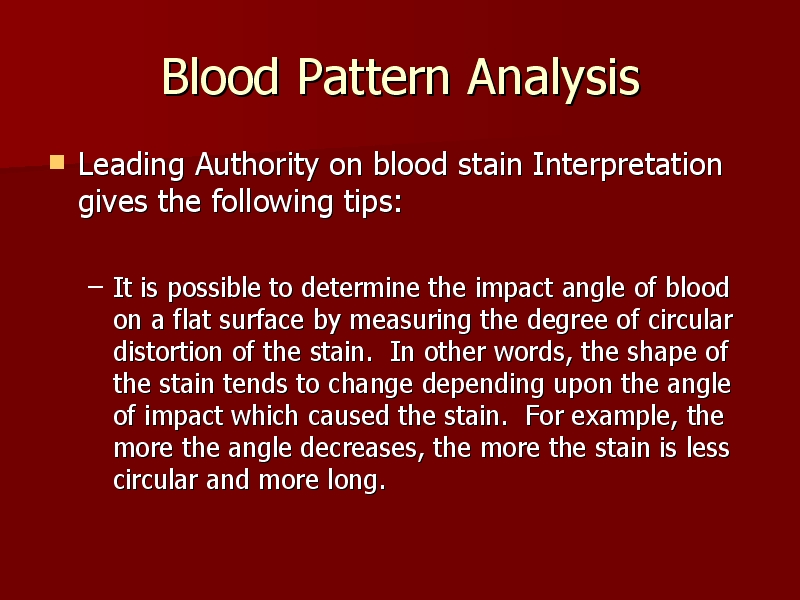 Blood Pattern Analysis
Leading Authority on blood stain Interpretation
gives the following tips:
– It is possible to determine the impact angle of blood
on a flat surface by measuring the degree of circular
distortion of the stain.  In other words, the shape of
the stain tends to change depending upon the angle
of impact which caused the stain.  For example, the
more the angle decreases, the more the stain is less
circular and more long.